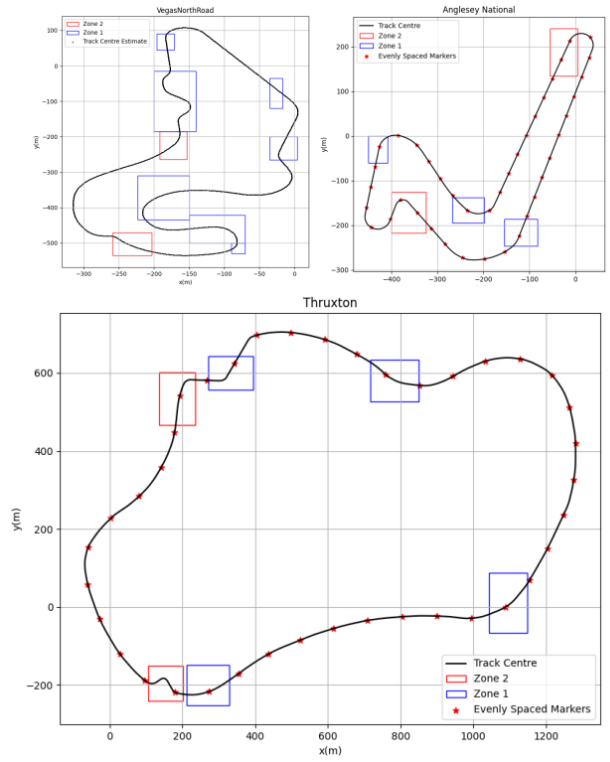 VegasNorthRoad
Zone 2
Zone 1
Track Centre Estimate
y(m)
100
0
−100
−200
−300
−400
−500
−300
−250
−200
−150
−100
−50
0
x(m)
Anglesey National
Track Centre
Zone 2
Zone 1
Evenly Spaced Markers
y(m)
200
100
0
−100
−200
−300
−400
−300
−200
−100
0
x(m)
Thruxton
y(m)
600
400
200
0
−200
0
200
400
600
800
1000
1200
x(m)
Track Centre
Zone 2
Zone 1
Evenly Spaced Markers